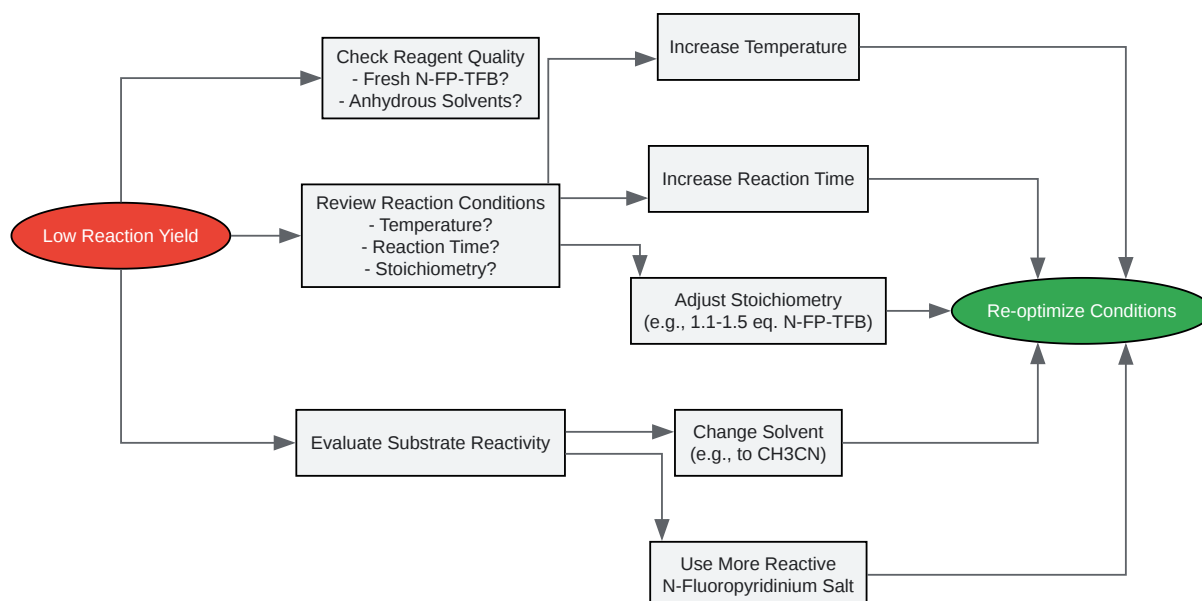 Check Reagent Quality
- Fresh N-FP-TFB?
- Anhydrous Solvents?
Increase Temperature
Low Reaction Yield
Review Reaction Conditions
- Temperature?
- Reaction Time?
- Stoichiometry?
Increase Reaction Time
Adjust Stoichiometry
(e.g., 1.1-1.5 eq. N-FP-TFB)
Re-optimize Conditions
Evaluate Substrate Reactivity
Change Solvent
(e.g., to CH3CN)
Use More Reactive
N-Fluoropyridinium Salt